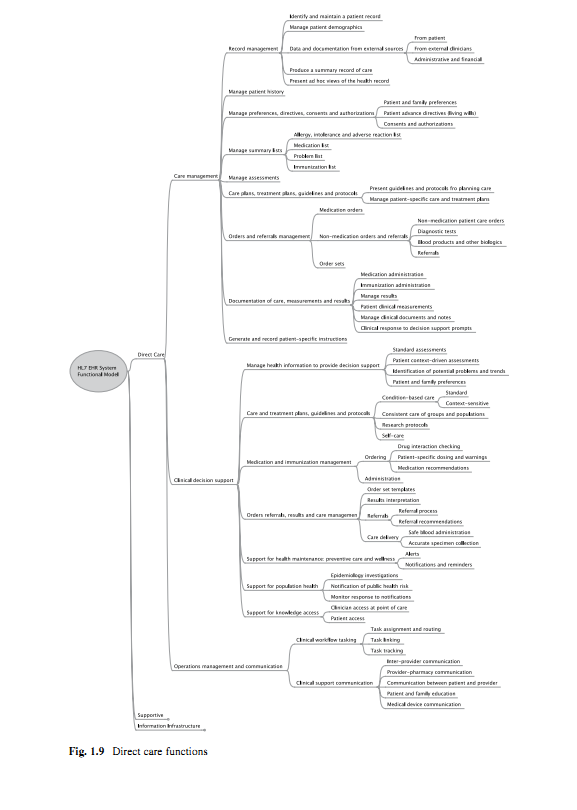 Identify and maintain a patient record
Manage patient demographics
From patient
Record management
Data and documentation from external sources
From external clinicians
Administrative and financial
Produce a summary record of care
Present ad hoc views of the health record
Manage patient history
Patient and family preferences
Manage preferences, directives, consents and authorizations
Patient advance directives (living wills)
Consents and authorizations
Allergy, intollerance and adverse reaction list
Medication list
Manage summary lists
Problem list
Immunization list
Care management
Manage assessments
Present guidelines and protocols fro planning care
Care plans, treatment plans, guidelines and protocols
Manage patient-specific care and treatment plans
Medication orders
Non-medication patient care orders
Diagnostic tests
Orders and referrals management
Non-medication orders and referrals
Blood products and other biologics
Referrals
Order sets
Medication administration
Immunization administration
Manage results
Documentation of care, measurements and results
Patient clinical measurements
Manage clinical documents and notes
Clinical response to decision support prompts
Generate and record patient-specific instructions
Direct Care
Standard assessments
HL7 EHR System
Functional Modell
Manage health information to provide decision support
Patient context-driven assessments
Identification of potential problems and trends
Patient and family preferences
Standard
Condition-based care
Context-sensitive
Care and treatment plans, guidelines and protocols
Consistent care of groups and populations
Research protocols
Self-care
Drug interaction checking
Ordering
Patient-specific dosing and warnings
Medication and immunization management
Medication recommendations
Administration
Clinical decision support
Order set templates
Results interpretation
Referral process
Orders referrals, results and care managemen
Referrals
Referral recommendations
Safe blood administration
Care delivery
Accurate specimen colllection
Alerts
Support for health maintenance: preventive care and wellness
Notifications and reminders
Epidemiology investigations
Support for population health
Notification of public health risk
Monitor response to notifications
Clinician access at point of care
Support for knowledge access
Patient access
Task assignment and routing
Clinical workflow tasking
Task linking
Task tracking
Operations management and communication
Inter-provider communication
Provider-pharmacy communication
Clinical support communication
Communication between patient and provider
Patient and family education
Medical device communication
Supportive
Information Infrastructure
Fig. 1.9 Direct care functions